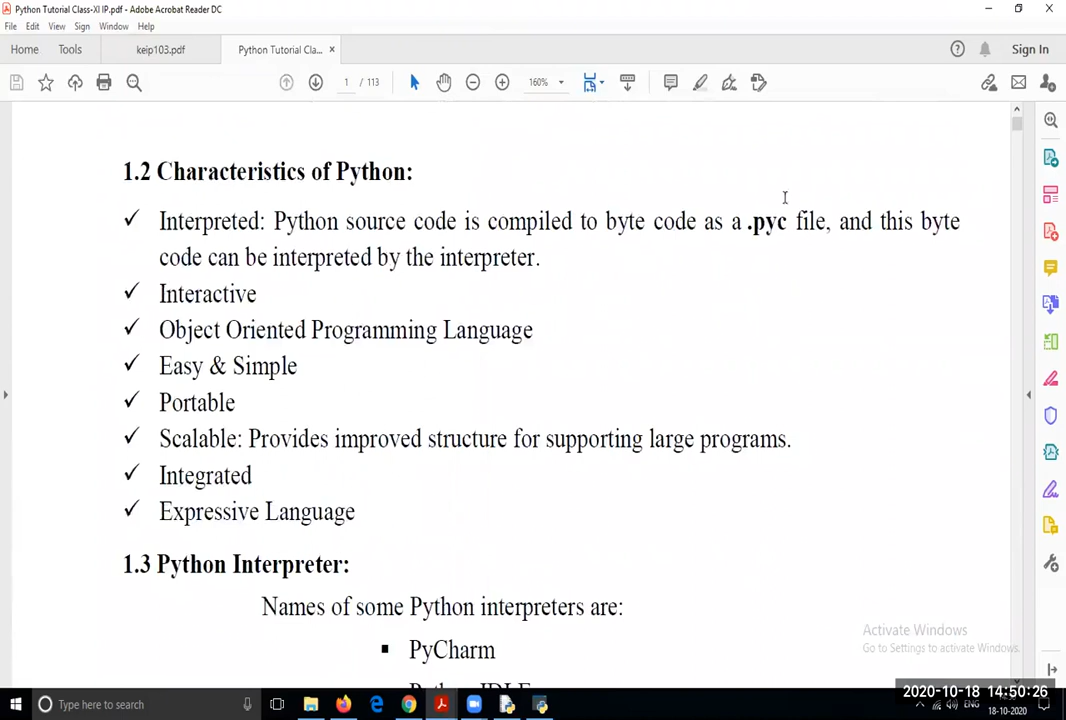 Python Tutorial Class-XI IP.pdf - Adobe Acrobat Reader DC
File Edit View Sign Window Help
Home Tools keip103.pdf Python Tutorial Cla... × Sign In
1 / 113 160%
1.2 Characteristics of Python:
✓ Interpreted: Python source code is compiled to byte code as a .pyc file, and this byte
code can be interpreted by the interpreter.
✓ Interactive
✓ Object Oriented Programming Language
✓ Easy & Simple
✓ Portable
✓ Scalable: Provides improved structure for supporting large programs.
✓ Integrated
✓ Expressive Language
1.3 Python Interpreter:
Names of some Python interpreters are:
▪ PyCharm
Python IDLE
Activate Windows
Go to Settings to activate Windows.
2020-10-18 14:50:26
Type here to search
ENG
18-10-2020